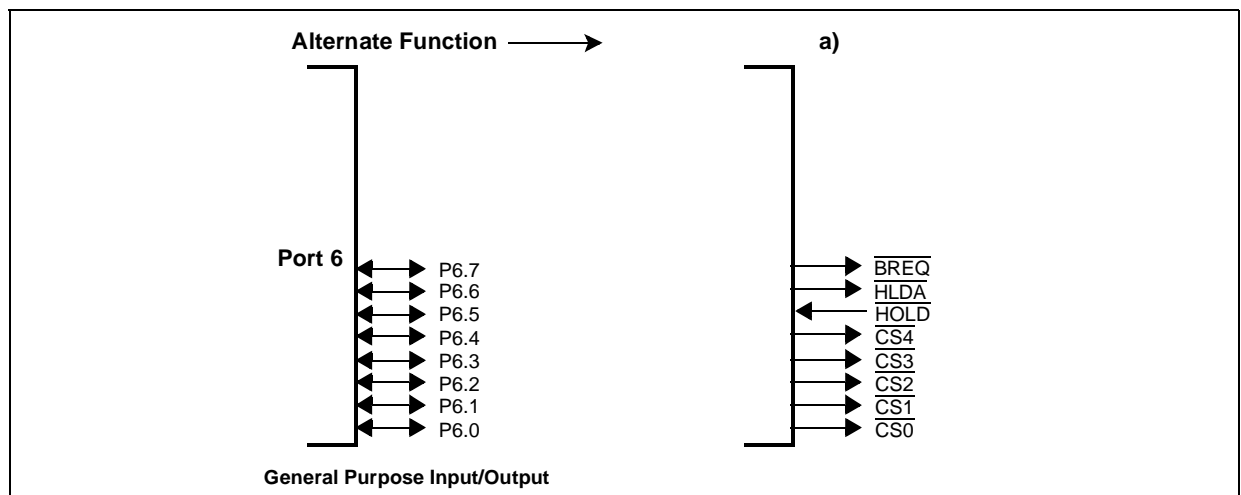 Alternate Function a)
Port 6
P6.7 BREQ
P6.6 HLDA
P6.5 HOLD
P6.4 CS4
P6.3 CS3
P6.2 CS2
P6.1 CS1
P6.0 CS0
General Purpose Input/Output